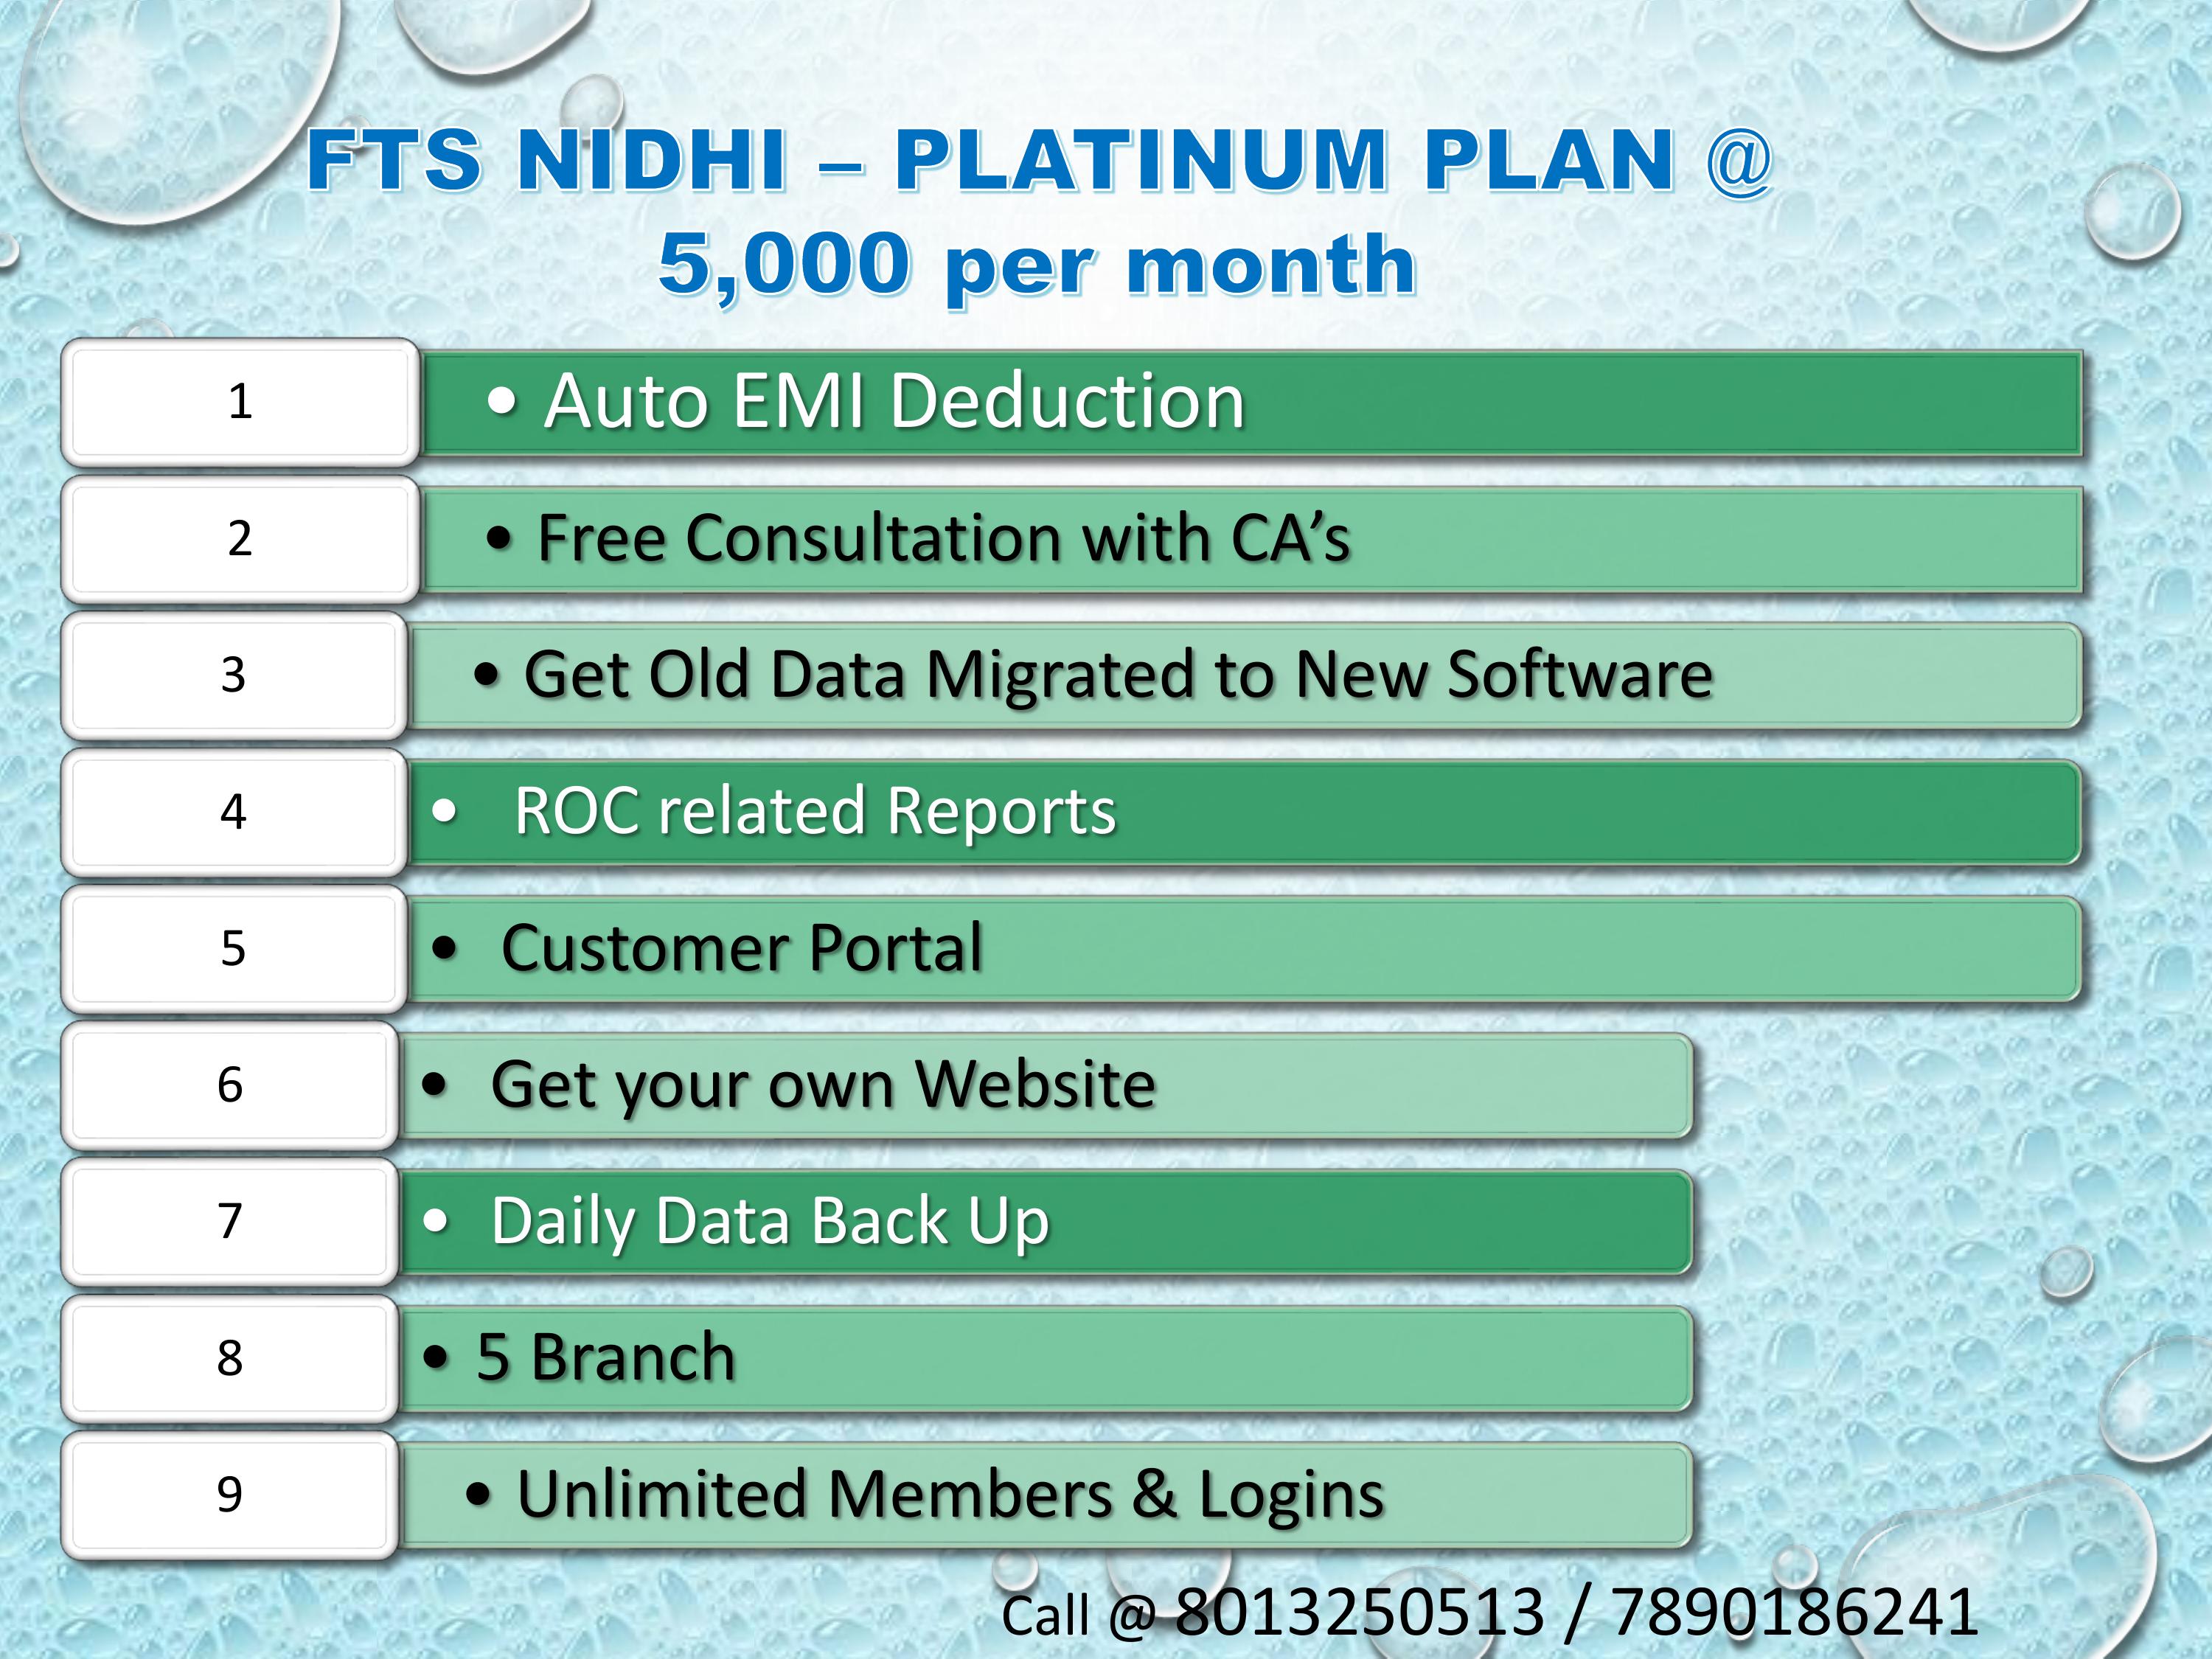 FTS NIDHI – PLATINUM PLAN @
5,000 per month
1
• Auto EMI Deduction
2
• Free Consultation with CA’s
3
• Get Old Data Migrated to New Software
4
• ROC related Reports
5
• Customer Portal
6
• Get your own Website
7
• Daily Data Back Up
8
• 5 Branch
9
• Unlimited Members & Logins
Call @ 8013250513 / 7890186241